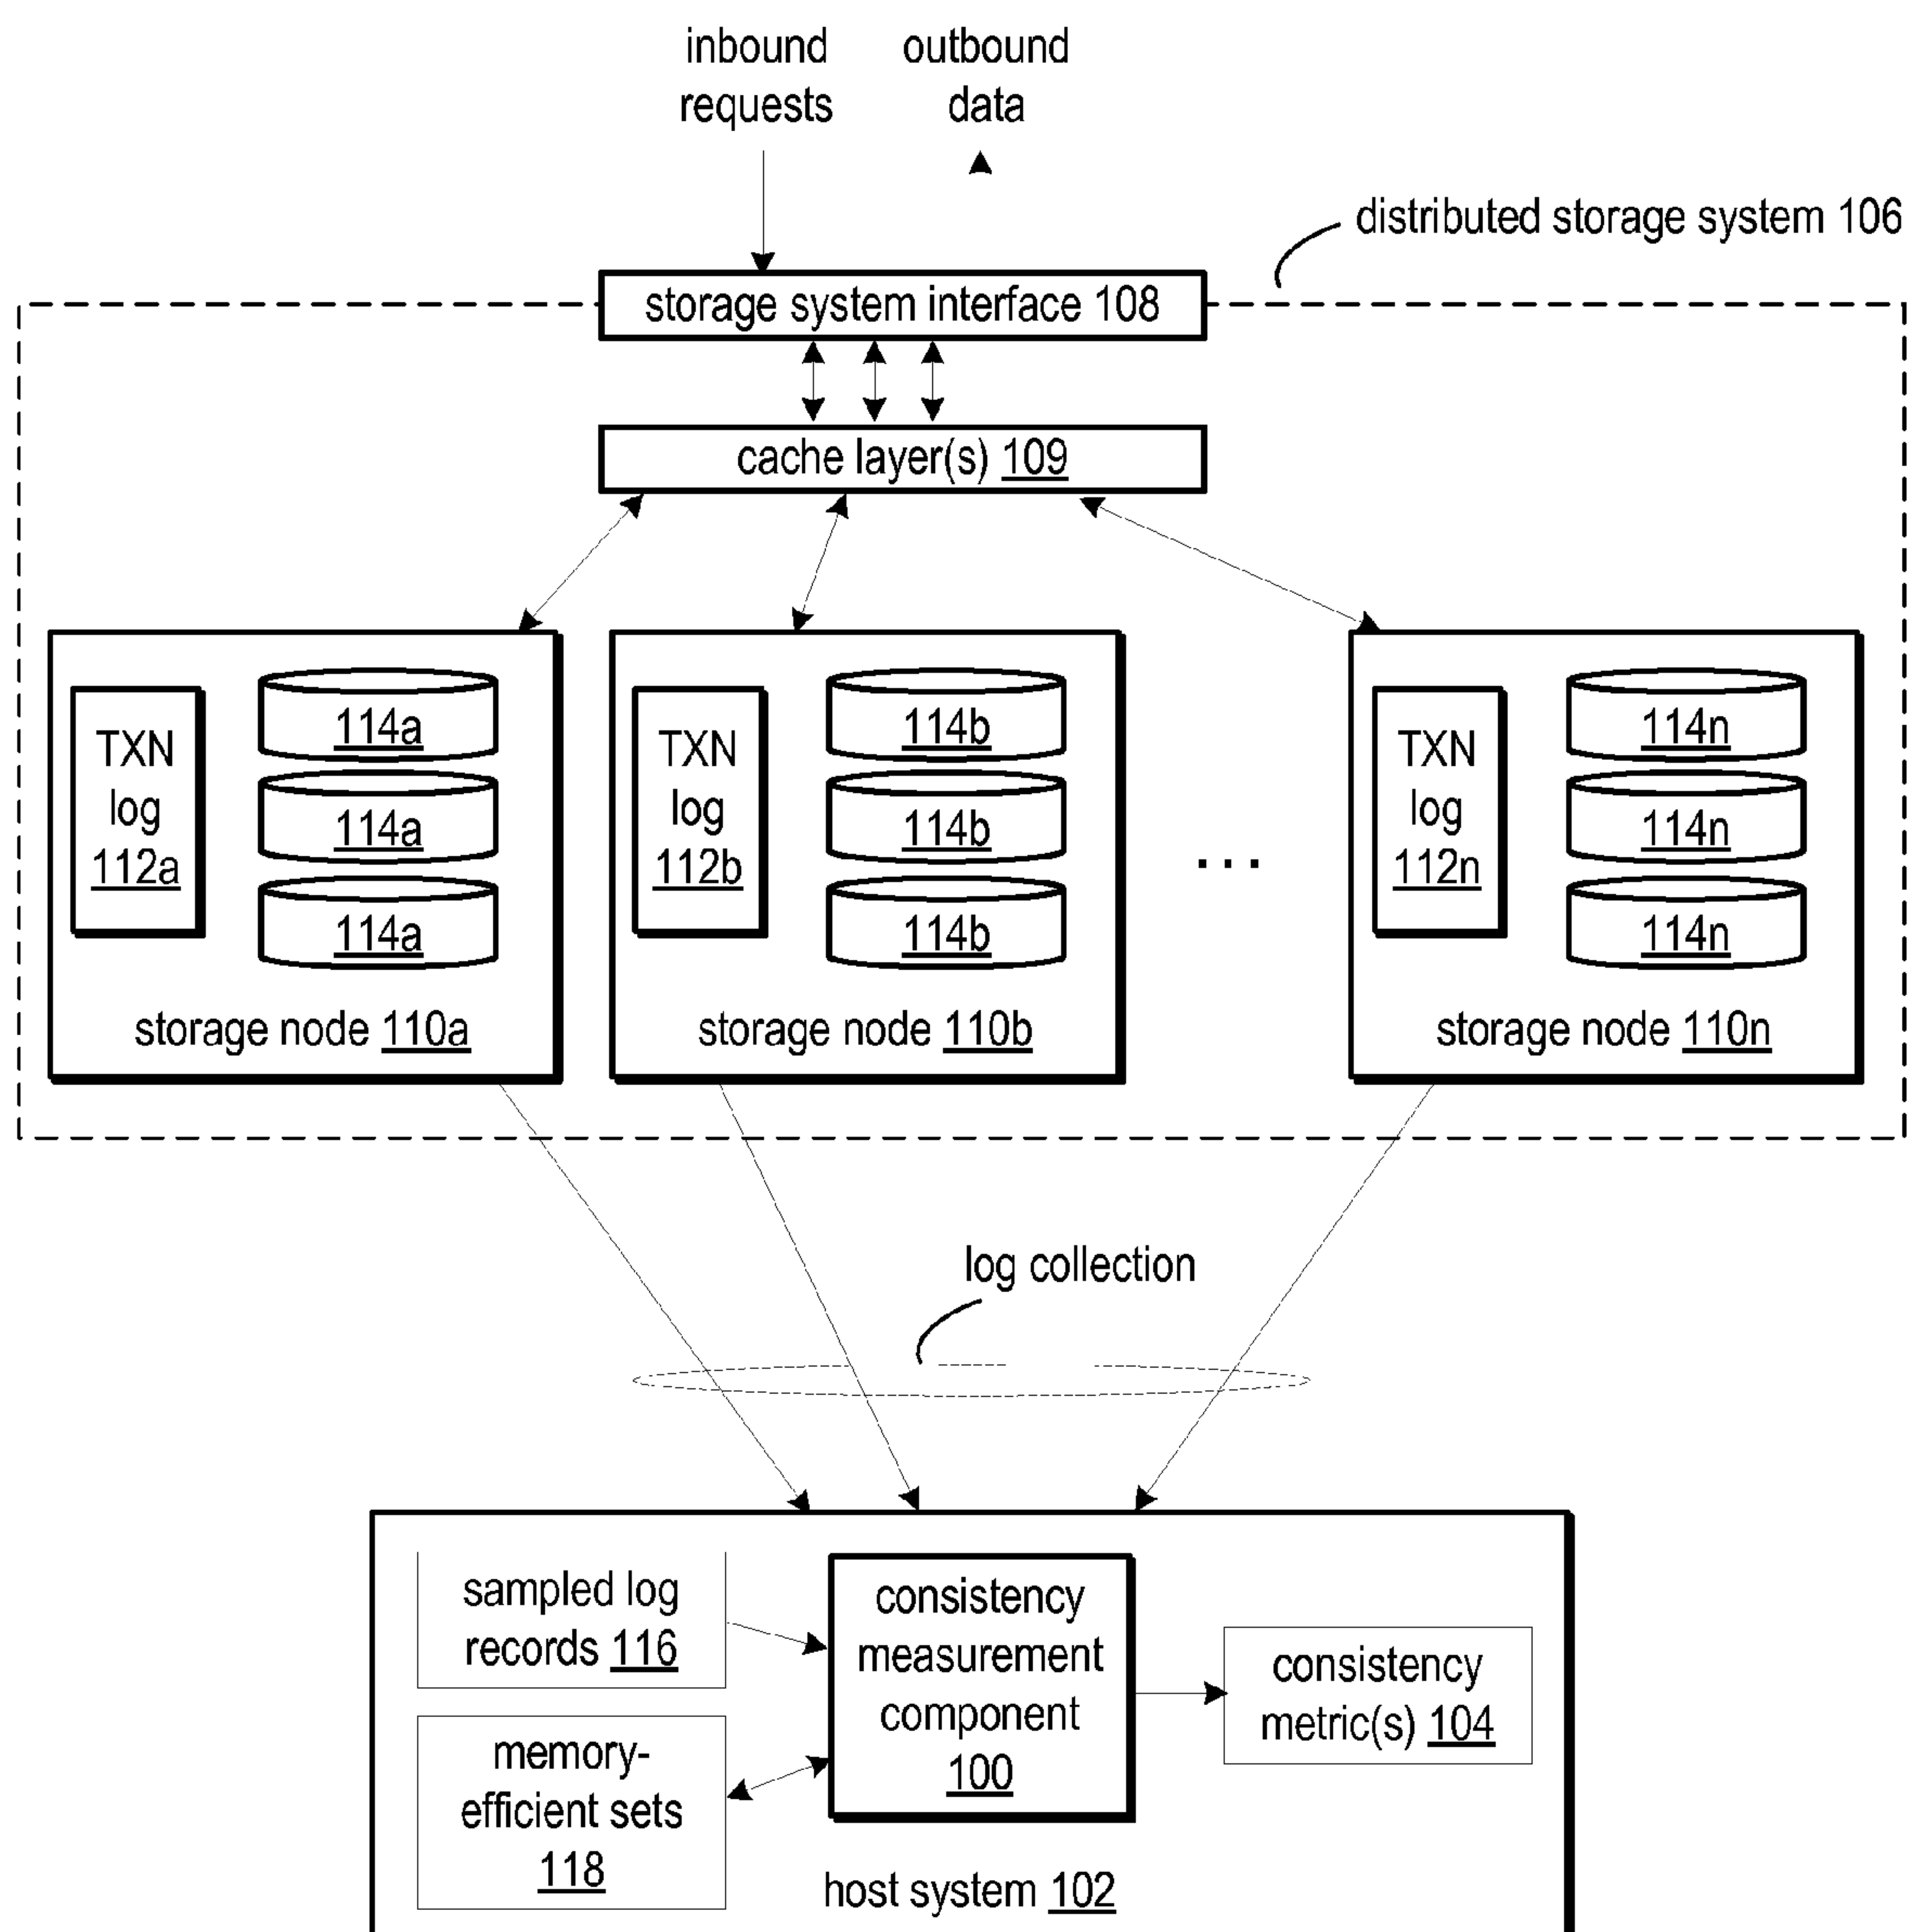 inbound
requests
outbound
data
distributed storage system 106
storage system interface 108
cache layer(s) 109
TXN
log
112a
114a
114a
114a
storage node 110a
TXN
log
112b
114b
114b
114b
storage node 110b
...
TXN
log
112n
114n
114n
114n
storage node 110n
log collection
sampled log
records 116
memory-
efficient sets
118
consistency
measurement
component
100
consistency
metric(s) 104
host system 102